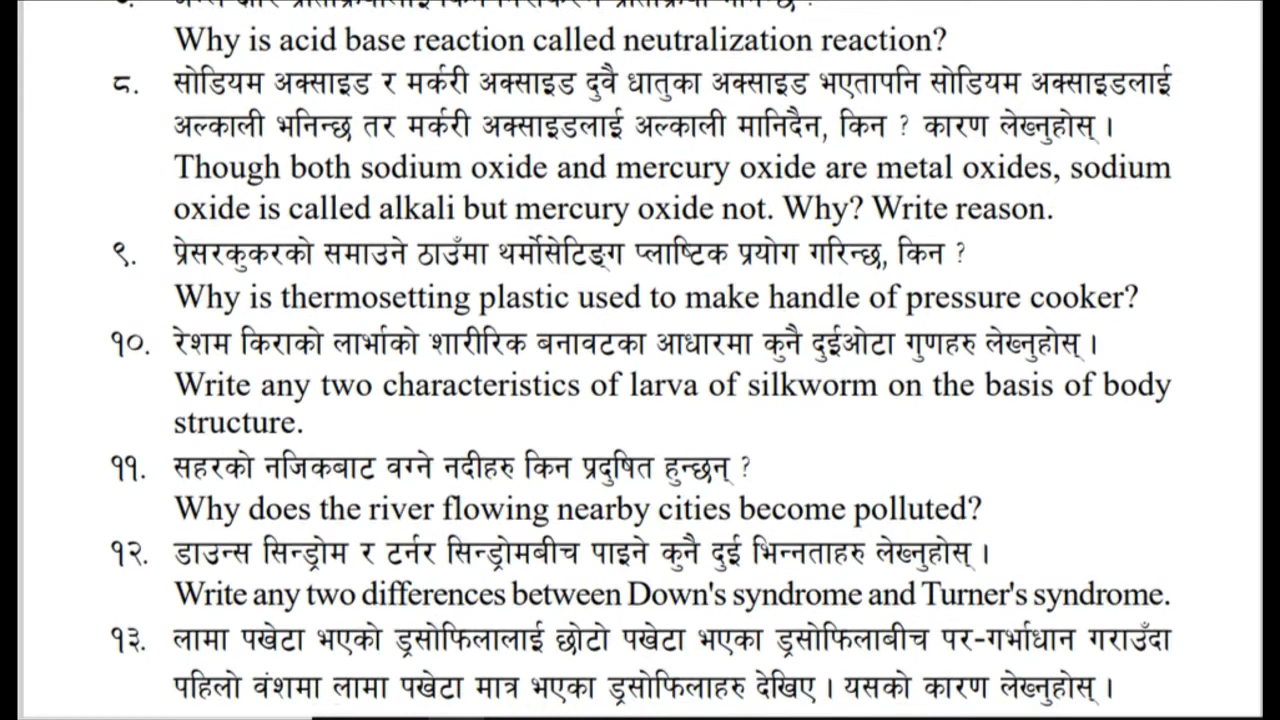 Why is acid base reaction called neutralization reaction?
८. सोडियम अक्साइड र मर्करी अक्साइड दुवै धातुका अक्साइड भएतापनि सोडियम अक्साइडलाई
अल्काली भनिन्छ तर मर्करी अक्साइडलाई अल्काली मानिदैन, किन ? कारण लेख्नुहोस् ।
Though both sodium oxide and mercury oxide are metal oxides, sodium
oxide is called alkali but mercury oxide not. Why? Write reason.
९. प्रेसरकुकरको समाउने ठाउँमा थर्मोसेटिङ्ग प्लाष्टिक प्रयोग गरिन्छ, किन ?
Why is thermosetting plastic used to make handle of pressure cooker?
१०. रेशम किराको लार्भाको शारीरिक बनावटका आधारमा कुनै दुईओटा गुणहरु लेख्नुहोस् ।
Write any two characteristics of larva of silkworm on the basis of body
structure.
११. सहरको नजिकबाट वग्ने नदीहरु किन प्रदुषित हुन्छन् ?
Why does the river flowing nearby cities become polluted?
१२. डाउन्स सिन्ड्रोम र टर्नर सिन्ड्रोमबीच पाइने कुनै दुई भिन्नताहरु लेख्नुहोस् ।
Write any two differences between Down's syndrome and Turner's syndrome.
१३. लामा पखेटा भएको ड्रसोफिलालाई छोटो पखेटा भएका ड्रसोफिलाबीच पर-गर्भाधान गराउँदा
पहिलो वंशमा लामा पखेटा मात्र भएका ड्रसोफिलाहरु देखिए । यसको कारण लेख्नुहोस् ।